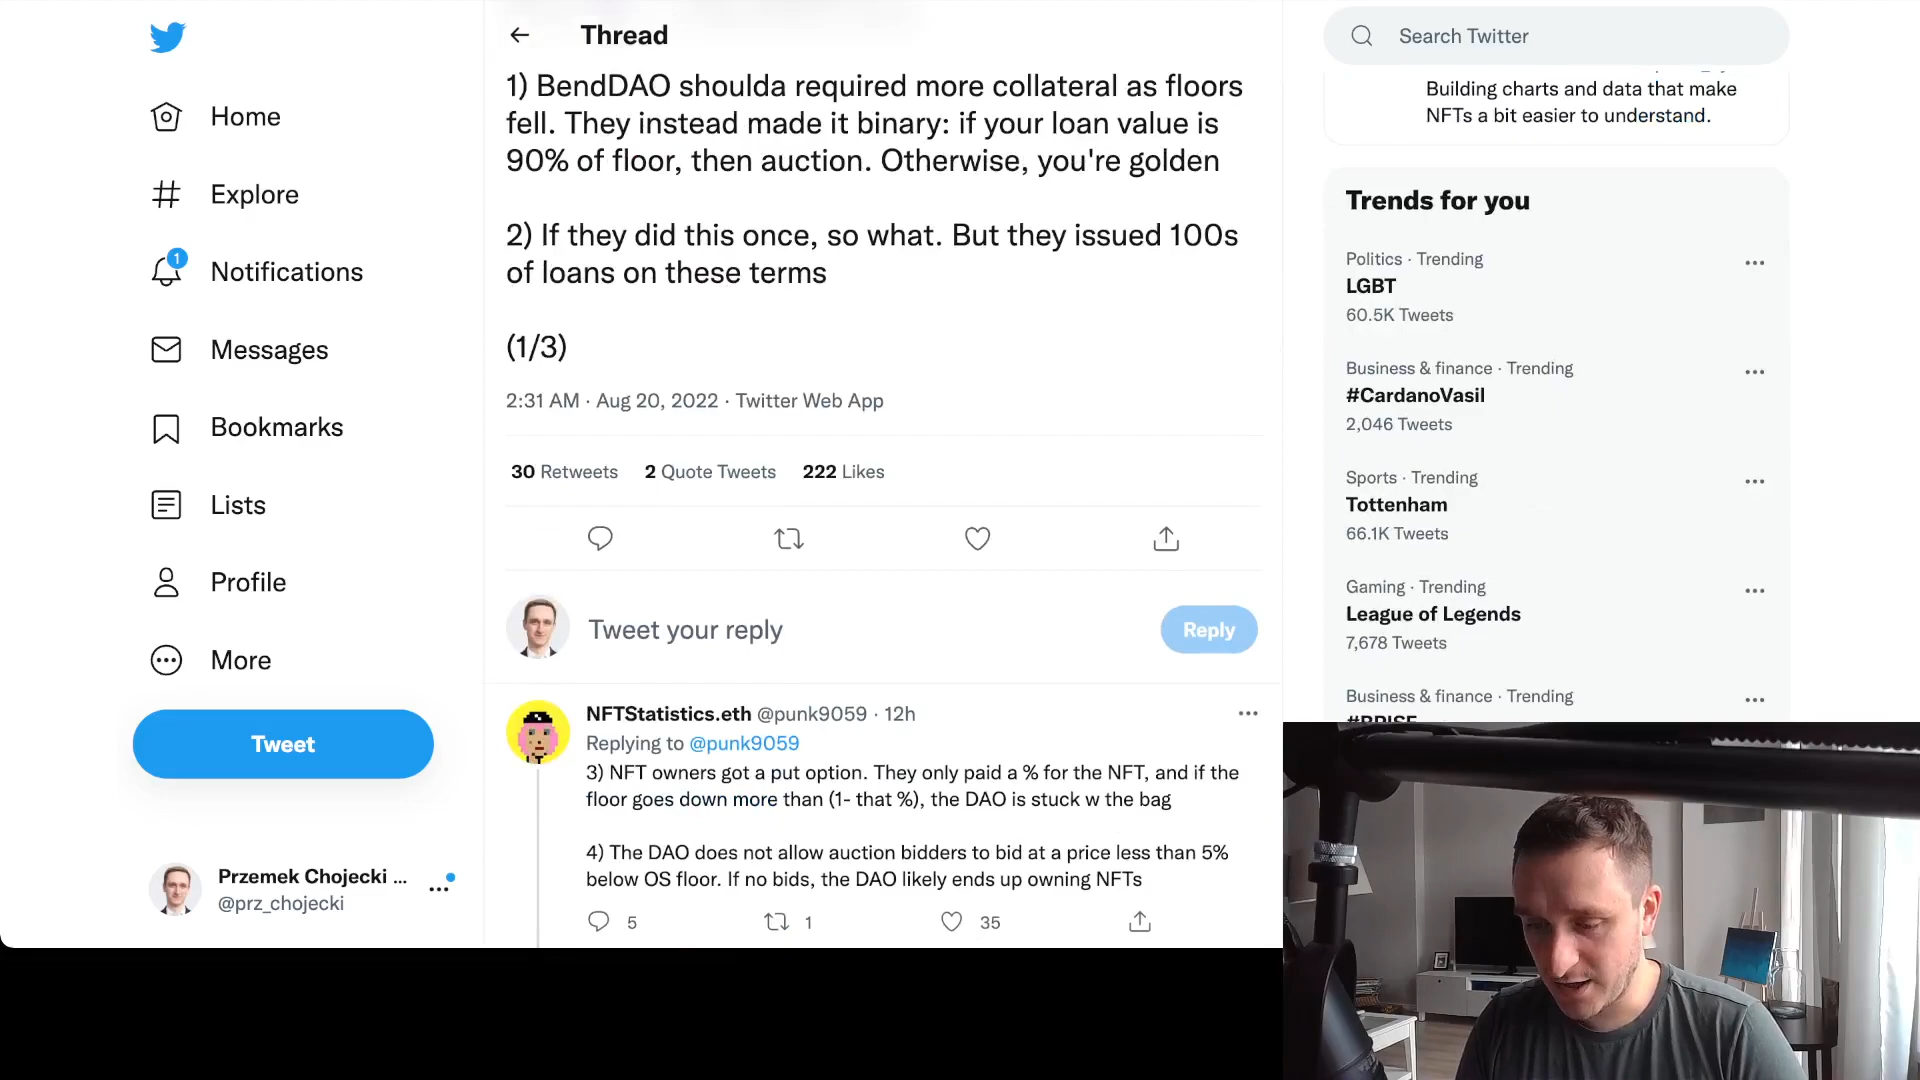 Thread
Search Twitter
Home
Explore
1
Notifications
Messages
Bookmarks
Lists
Profile
More
Tweet
Przemek Chojecki ...
@prz_chojecki
1) BendDAO shoulda required more collateral as floors
fell. They instead made it binary: if your loan value is
90% of floor, then auction. Otherwise, you're golden
2) If they did this once, so what. But they issued 100s
of loans on these terms
(1/3)
2:31 AM · Aug 20, 2022 · Twitter Web App
30 Retweets 2 Quote Tweets 222 Likes
Tweet your reply
Reply
NFTStatistics.eth @punk9059 · 12h
Replying to @punk9059
3) NFT owners got a put option. They only paid a % for the NFT, and if the
floor goes down more than (1- that %), the DAO is stuck w the bag
4) The DAO does not allow auction bidders to bid at a price less than 5%
below OS floor. If no bids, the DAO likely ends up owning NFTs
5 1 35
Building charts and data that make
NFTs a bit easier to understand.
Trends for you
Politics · Trending
LGBT
60.5K Tweets
Business & finance · Trending
#CardanoVasil
2,046 Tweets
Sports · Trending
Tottenham
66.1K Tweets
Gaming · Trending
League of Legends
7,678 Tweets
Business & finance · Trending